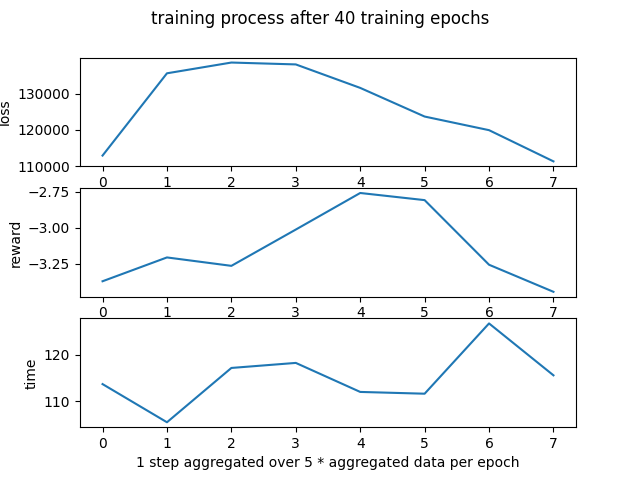 training process after 40 training epochs
130000
120000
110000
loss
0 1 2 3 4 5 6 7
−2.75
−3.00
−3.25
reward
0 1 2 3 4 5 6 7
120
110
time
0 1 2 3 4 5 6 7
1 step aggregated over 5 * aggregated data per epoch